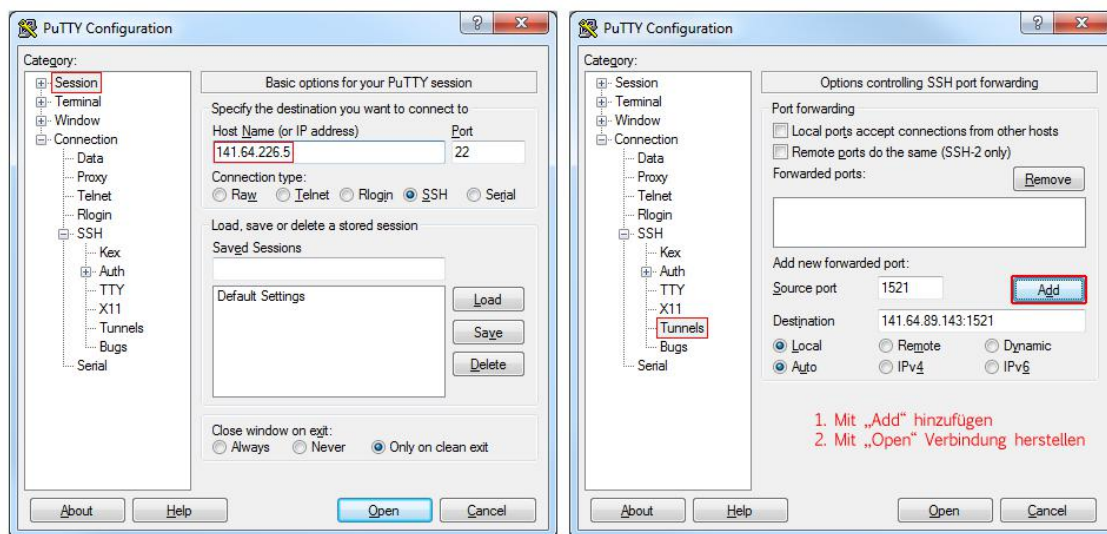 PuTTY Configuration
Category:
Session
Terminal
Window
Connection
Data
Proxy
Telnet
Rlogin
SSH
Kex
Auth
TTY
X11
Tunnels
Bugs
Serial
Basic options for your PuTTY session
Specify the destination you want to connect to
Host Name (or IP address) Port
141.64.226.5 22
Connection type:
Raw Telnet Rlogin SSH Serial
Load, save or delete a stored session
Saved Sessions
Default Settings
Load
Save
Delete
Close window on exit:
Always Never Only on clean exit
About Help Open Cancel
PuTTY Configuration
Category:
Session
Terminal
Window
Connection
Data
Proxy
Telnet
Rlogin
SSH
Kex
Auth
TTY
X11
Tunnels
Bugs
Serial
Options controlling SSH port forwarding
Port forwarding
Local ports accept connections from other hosts
Remote ports do the same (SSH-2 only)
Forwarded ports: Remove
Add new forwarded port:
Source port 1521 Add
Destination 141.64.89.143:1521
Local Remote Dynamic
Auto IPv4 IPv6
1. Mit „Add“ hinzufügen
2. Mit „Open“ Verbindung herstellen
About Help Open Cancel